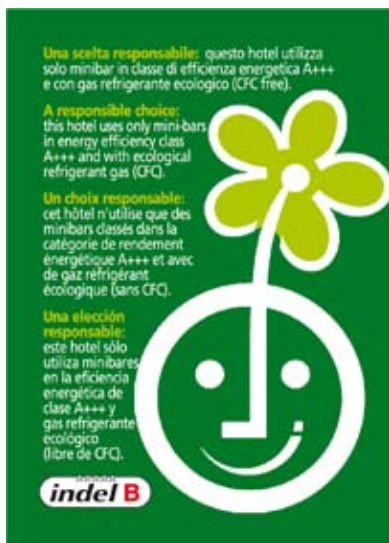 Una scelta responsabile: questo hotel utilizza
solo minibar in classe di efficienza energetica A+++
e con gas refrigerante ecologico (CFC free).
A responsible choice:
this hotel uses only mini-bars
in energy efficiency class
A+++ and with ecological
refrigerant gas (CFC).
Un choix responsable:
cet hôtel n'utilise que des
minibars classés dans la
catégorie de rendement
énergétique A+++ et avec
de gaz refrigérant
écologique (sans CFC).
Una elección
responsable:
este hotel sólo
utiliza minibares
en la eficiencia
energética de
clase A+++ y
gas refrigerante
ecológico
(libre de CFC).
indel B